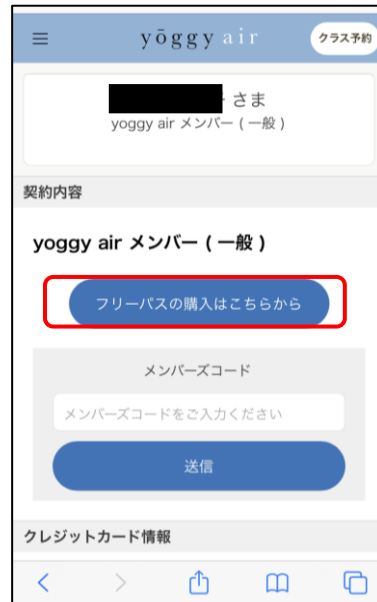 yōggy air
クラス予約
さま
yoggy air メンバー ( 一般 )
契約内容
yoggy air メンバー ( 一般 )
フリーパスの購入はこちらから
メンバーズコード
メンバーズコードをご入力ください
送信
クレジットカード情報